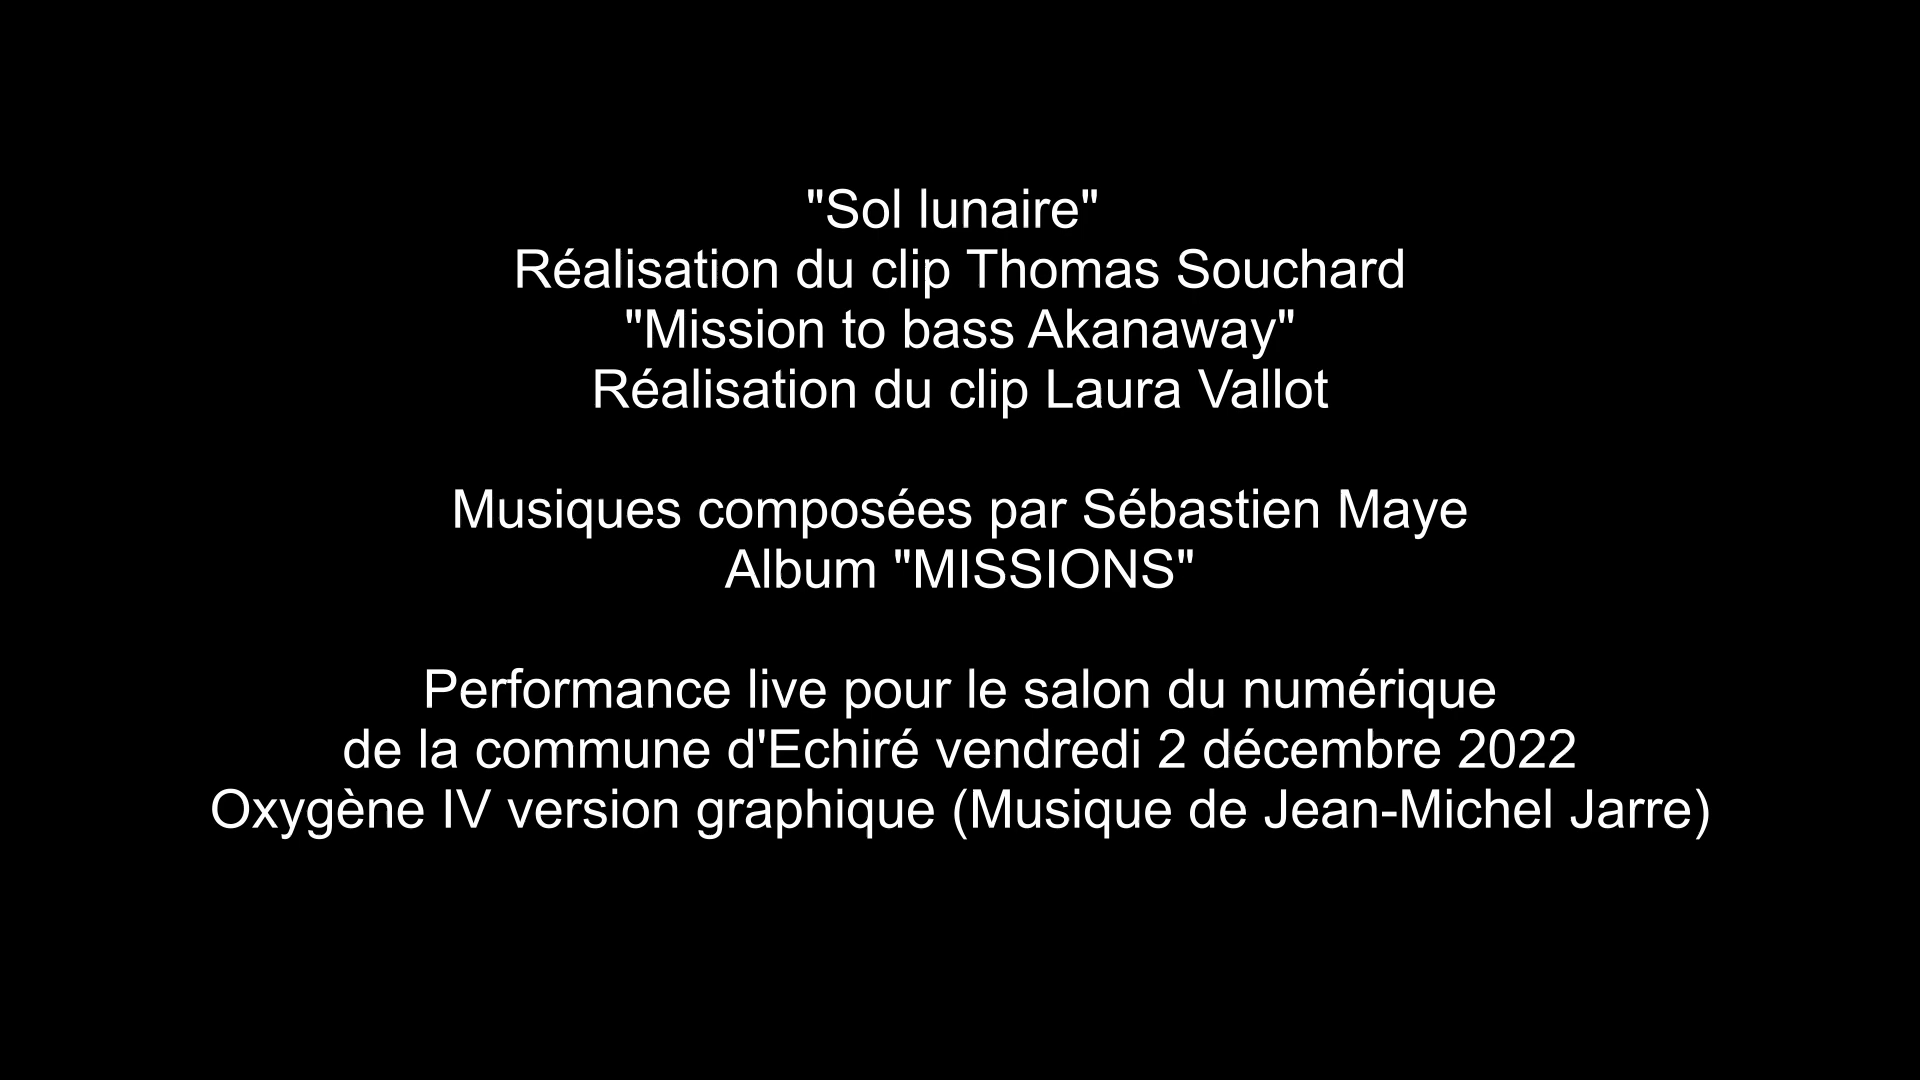 "Sol lunaire"
Réalisation du clip Thomas Souchard
"Mission to bass Akanaway"
Réalisation du clip Laura Vallot
Musiques composées par Sébastien Maye
Album "MISSIONS"
Performance live pour le salon du numérique
de la commune d'Echiré vendredi 2 décembre 2022
Oxygène IV version graphique (Musique de Jean-Michel Jarre)